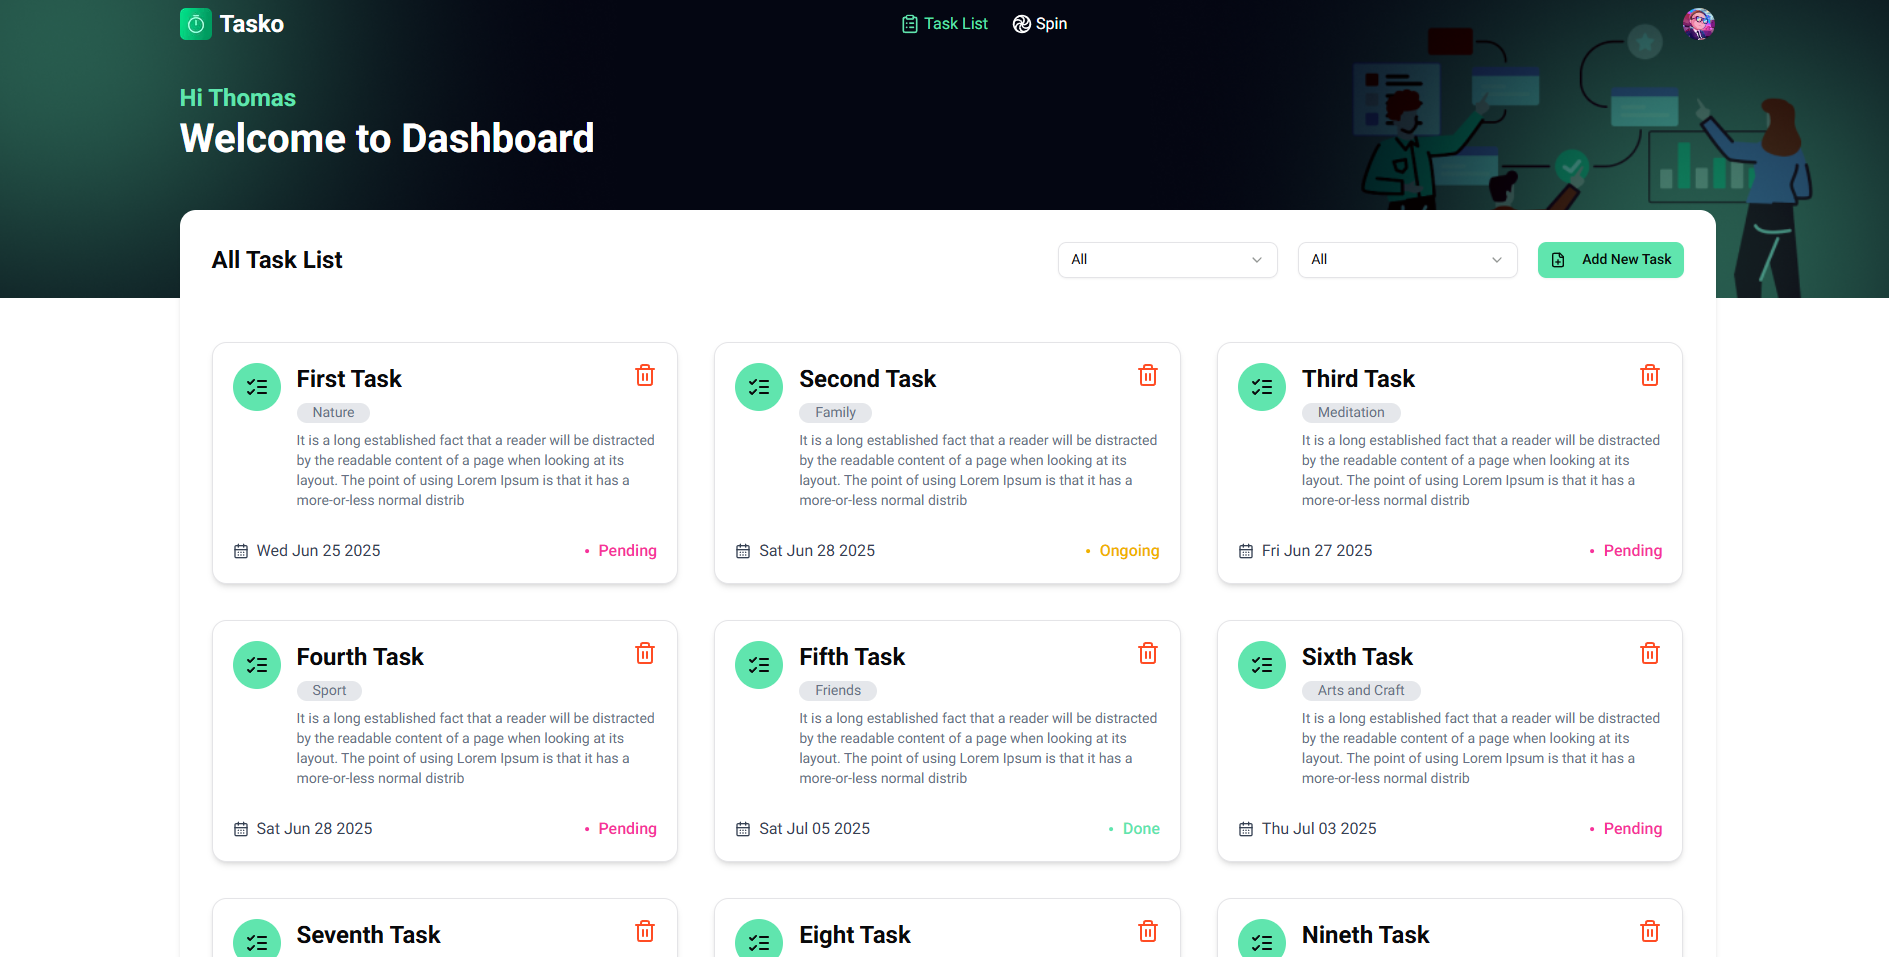 Tasko
Task List
Spin
Hi Thomas
Welcome to Dashboard
All Task List
All
All
Add New Task
First Task
Nature
It is a long established fact that a reader will be distracted
by the readable content of a page when looking at its
layout. The point of using Lorem Ipsum is that it has a
more-or-less normal distrib
Wed Jun 25 2025
• Pending
Second Task
Family
It is a long established fact that a reader will be distracted
by the readable content of a page when looking at its
layout. The point of using Lorem Ipsum is that it has a
more-or-less normal distrib
Sat Jun 28 2025
• Ongoing
Third Task
Meditation
It is a long established fact that a reader will be distracted
by the readable content of a page when looking at its
layout. The point of using Lorem Ipsum is that it has a
more-or-less normal distrib
Fri Jun 27 2025
• Pending
Fourth Task
Sport
It is a long established fact that a reader will be distracted
by the readable content of a page when looking at its
layout. The point of using Lorem Ipsum is that it has a
more-or-less normal distrib
Sat Jun 28 2025
• Pending
Fifth Task
Friends
It is a long established fact that a reader will be distracted
by the readable content of a page when looking at its
layout. The point of using Lorem Ipsum is that it has a
more-or-less normal distrib
Sat Jul 05 2025
• Done
Sixth Task
Arts and Craft
It is a long established fact that a reader will be distracted
by the readable content of a page when looking at its
layout. The point of using Lorem Ipsum is that it has a
more-or-less normal distrib
Thu Jul 03 2025
• Pending
Seventh Task
Eight Task
Nineth Task